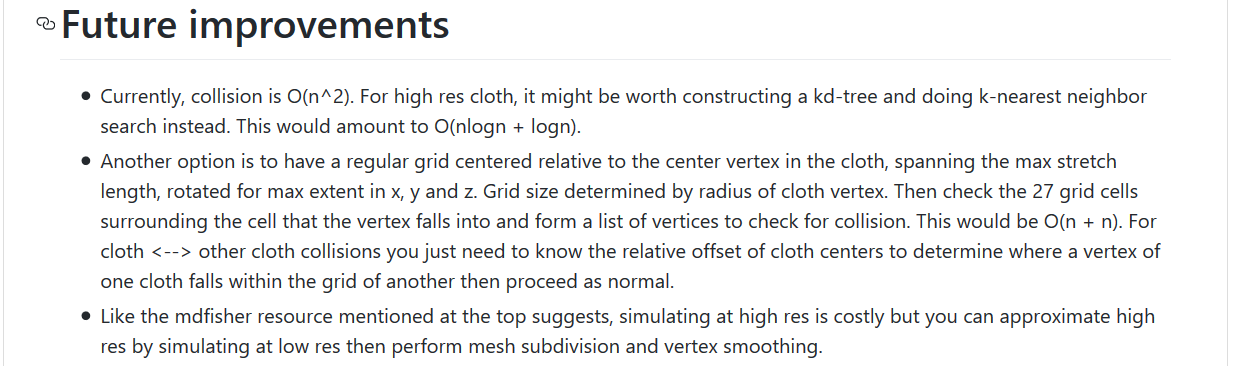 Future improvements
• Currently, collision is O(n^2). For high res cloth, it might be worth constructing a kd-tree and doing k-nearest neighbor
search instead. This would amount to O(nlogn + logn).
• Another option is to have a regular grid centered relative to the center vertex in the cloth, spanning the max stretch
length, rotated for max extent in x, y and z. Grid size determined by radius of cloth vertex. Then check the 27 grid cells
surrounding the cell that the vertex falls into and form a list of vertices to check for collision. This would be O(n + n). For
cloth <--> other cloth collisions you just need to know the relative offset of cloth centers to determine where a vertex of
one cloth falls within the grid of another then proceed as normal.
• Like the mdfisher resource mentioned at the top suggests, simulating at high res is costly but you can approximate high
res by simulating at low res then perform mesh subdivision and vertex smoothing.